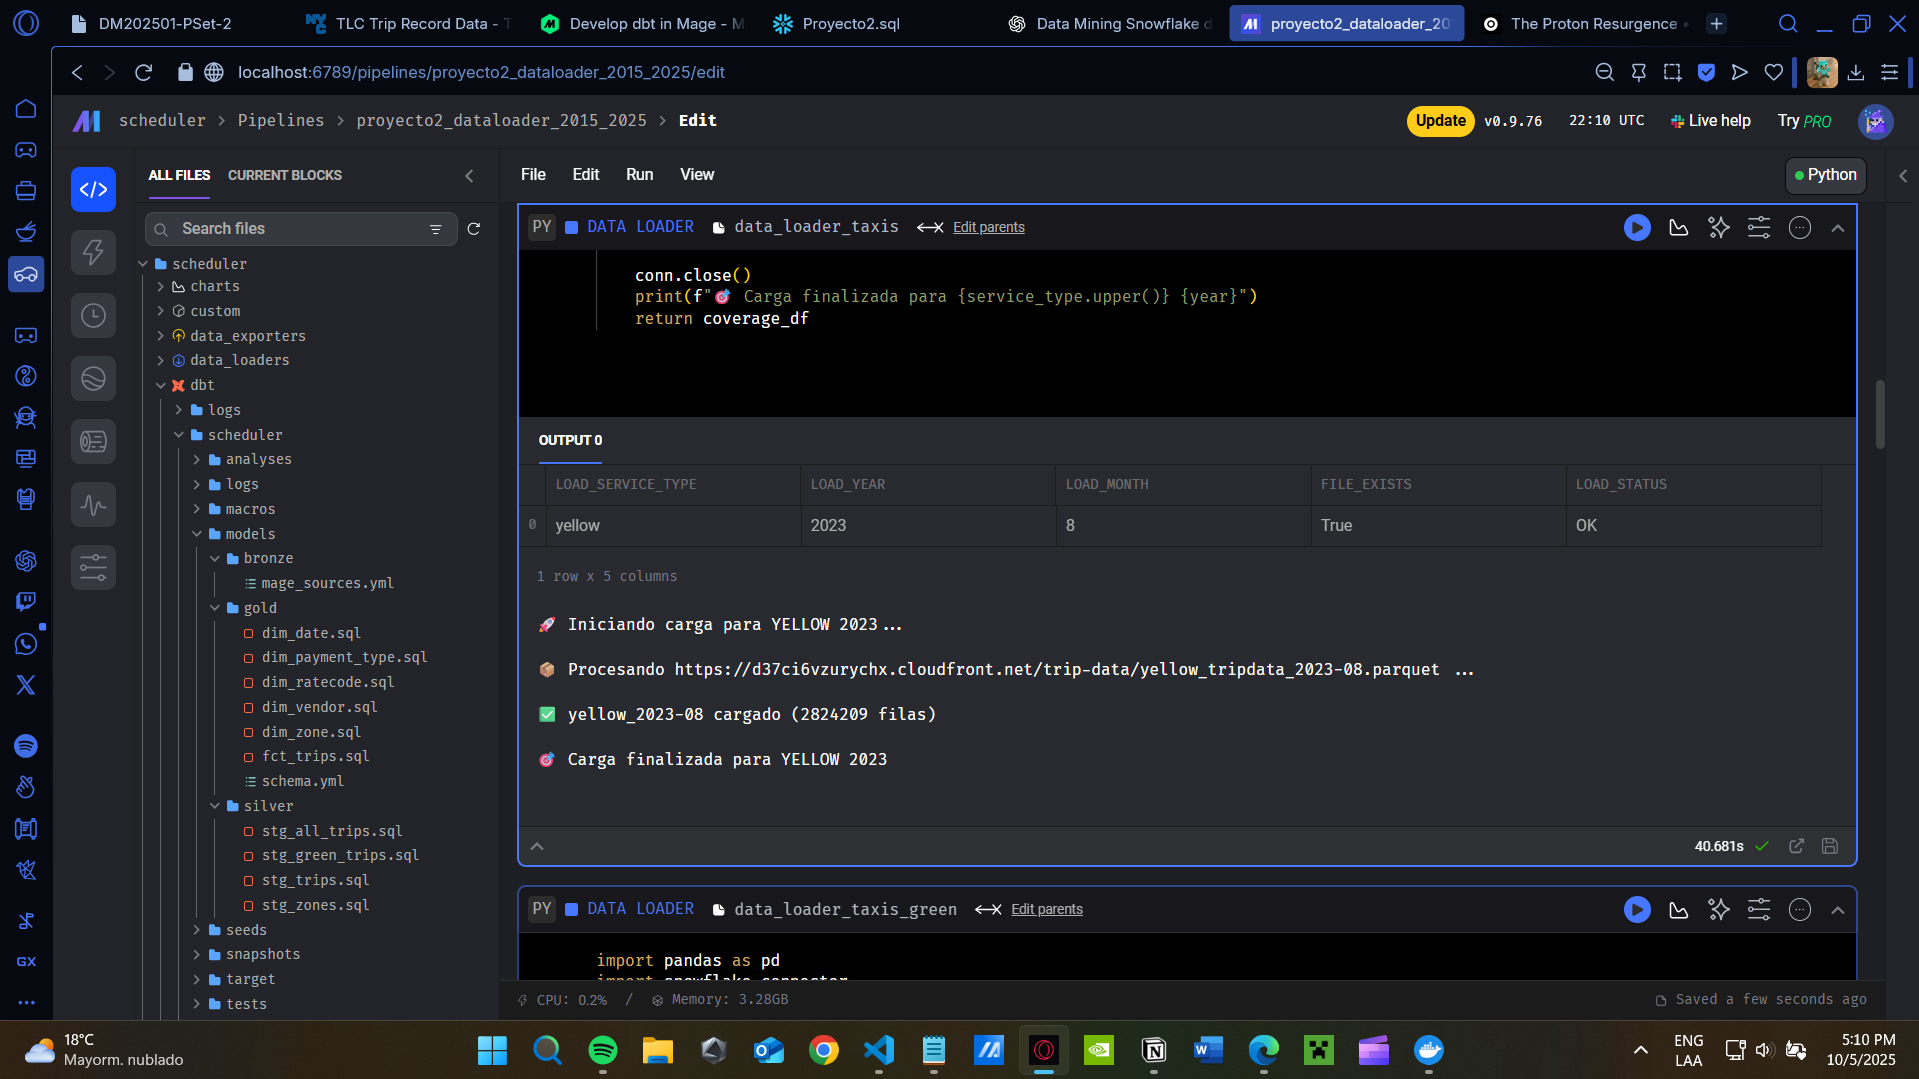 DM202501-PSet-2
TLC Trip Record Data - T
Develop dbt in Mage - M
Proyecto2.sql
Data Mining Snowflake d
proyecto2_dataloader_20
The Proton Resurgence
localhost:6789/pipelines/proyecto2_dataloader_2015_2025/edit
scheduler > Pipelines > proyecto2_dataloader_2015_2025 > Edit
Update
v0.9.76
22:10 UTC
Live help
Try PRO
ALL FILES
CURRENT BLOCKS
File
Edit
Run
View
Python
Search files
scheduler
charts
custom
data_exporters
data_loaders
dbt
logs
scheduler
analyses
logs
macros
models
bronze
mage_sources.yml
gold
dim_date.sql
dim_payment_type.sql
dim_ratecode.sql
dim_vendor.sql
dim_zone.sql
fct_trips.sql
schema.yml
silver
stg_all_trips.sql
stg_green_trips.sql
stg_trips.sql
stg_zones.sql
seeds
snapshots
target
tests
GX
PY DATA LOADER data_loader_taxis Edit parents
conn.close()
print(f"🎯 Carga finalizada para {service_type.upper()} {year}")
return coverage_df
OUTPUT 0
LOAD_SERVICE_TYPE LOAD_YEAR LOAD_MONTH FILE_EXISTS LOAD_STATUS
0 yellow 2023 8 True OK
1 row x 5 columns
🚀 Iniciando carga para YELLOW 2023...
📦 Procesando https://d37ci6vzurychx.cloudfront.net/trip-data/yellow_tripdata_2023-08.parquet ...
✅ yellow_2023-08 cargado (2824209 filas)
🎯 Carga finalizada para YELLOW 2023
40.681s
PY DATA LOADER data_loader_taxis_green Edit parents
import pandas as pd
import snowflake.connector
CPU: 0.2% / Memory: 3.28GB
Saved a few seconds ago
18°C
Mayorm. nublado
ENG
LAA
5:10 PM
10/5/2025